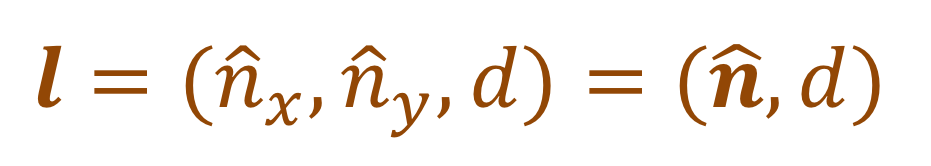 𝒍 = (n̂ₓ, n̂ᵧ, d) = (𝒏̂, d)